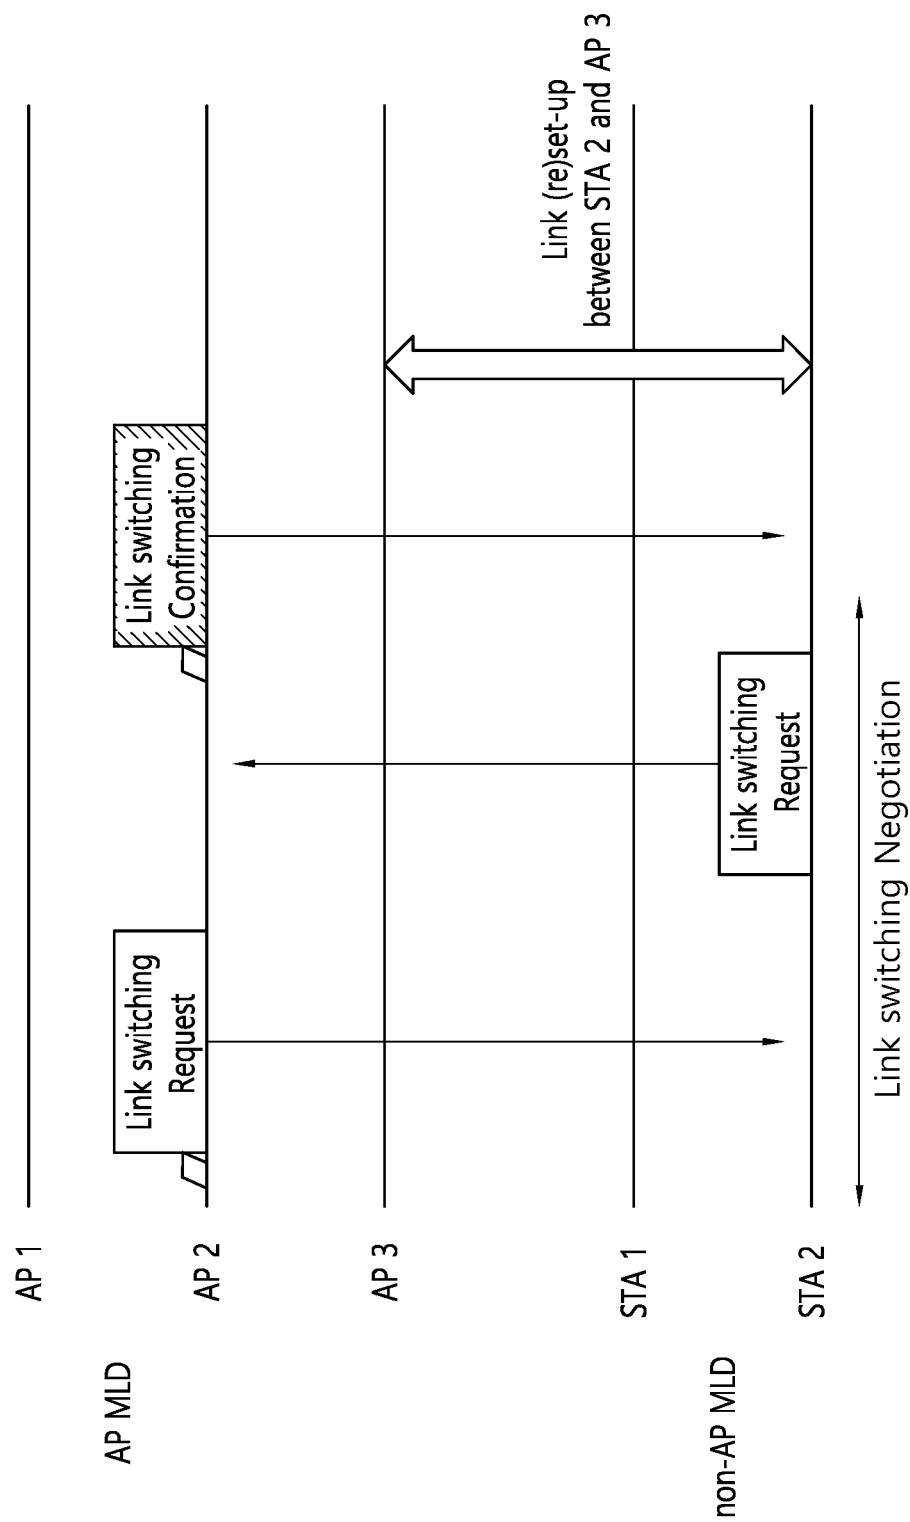 AP MLD
AP 1
AP 2
AP 3
non-AP MLD
STA 1
STA 2
Link switching
Request
Link switching
Request
Link switching
Confirmation
Link (re)set-up
between STA 2 and AP 3
Link switching Negotiation